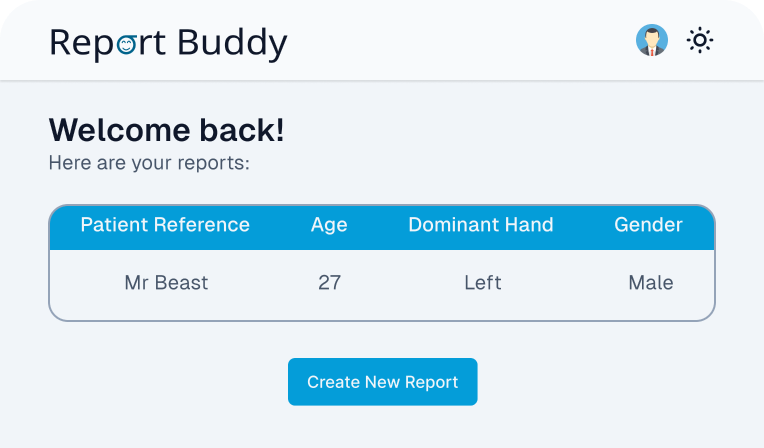 Report Buddy
Welcome back!
Here are your reports:
Patient Reference Age Dominant Hand Gender
Mr Beast 27 Left Male
Create New Report